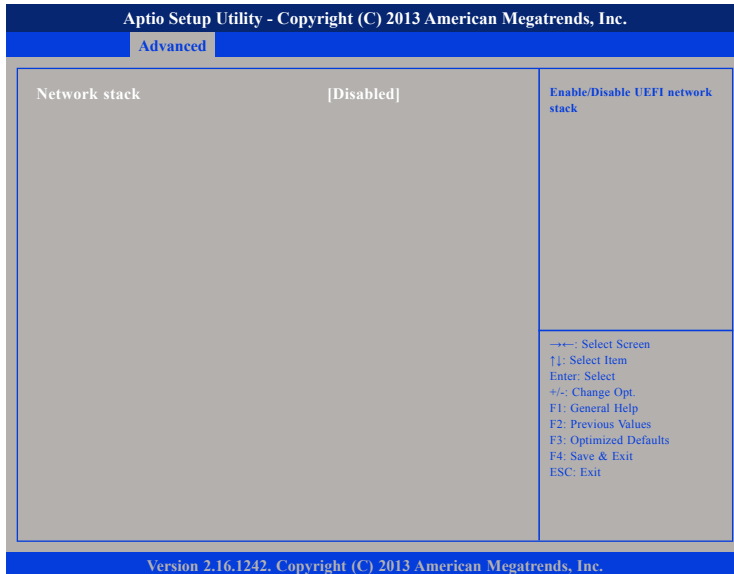 Aptio Setup Utility - Copyright (C) 2013 American Megatrends, Inc.
Advanced
Network stack [Disabled]
Enable/Disable UEFI network
stack
→←: Select Screen
↑↓: Select Item
Enter: Select
+/-: Change Opt.
F1: General Help
F2: Previous Values
F3: Optimized Defaults
F4: Save & Exit
ESC: Exit
Version 2.16.1242. Copyright (C) 2013 American Megatrends, Inc.